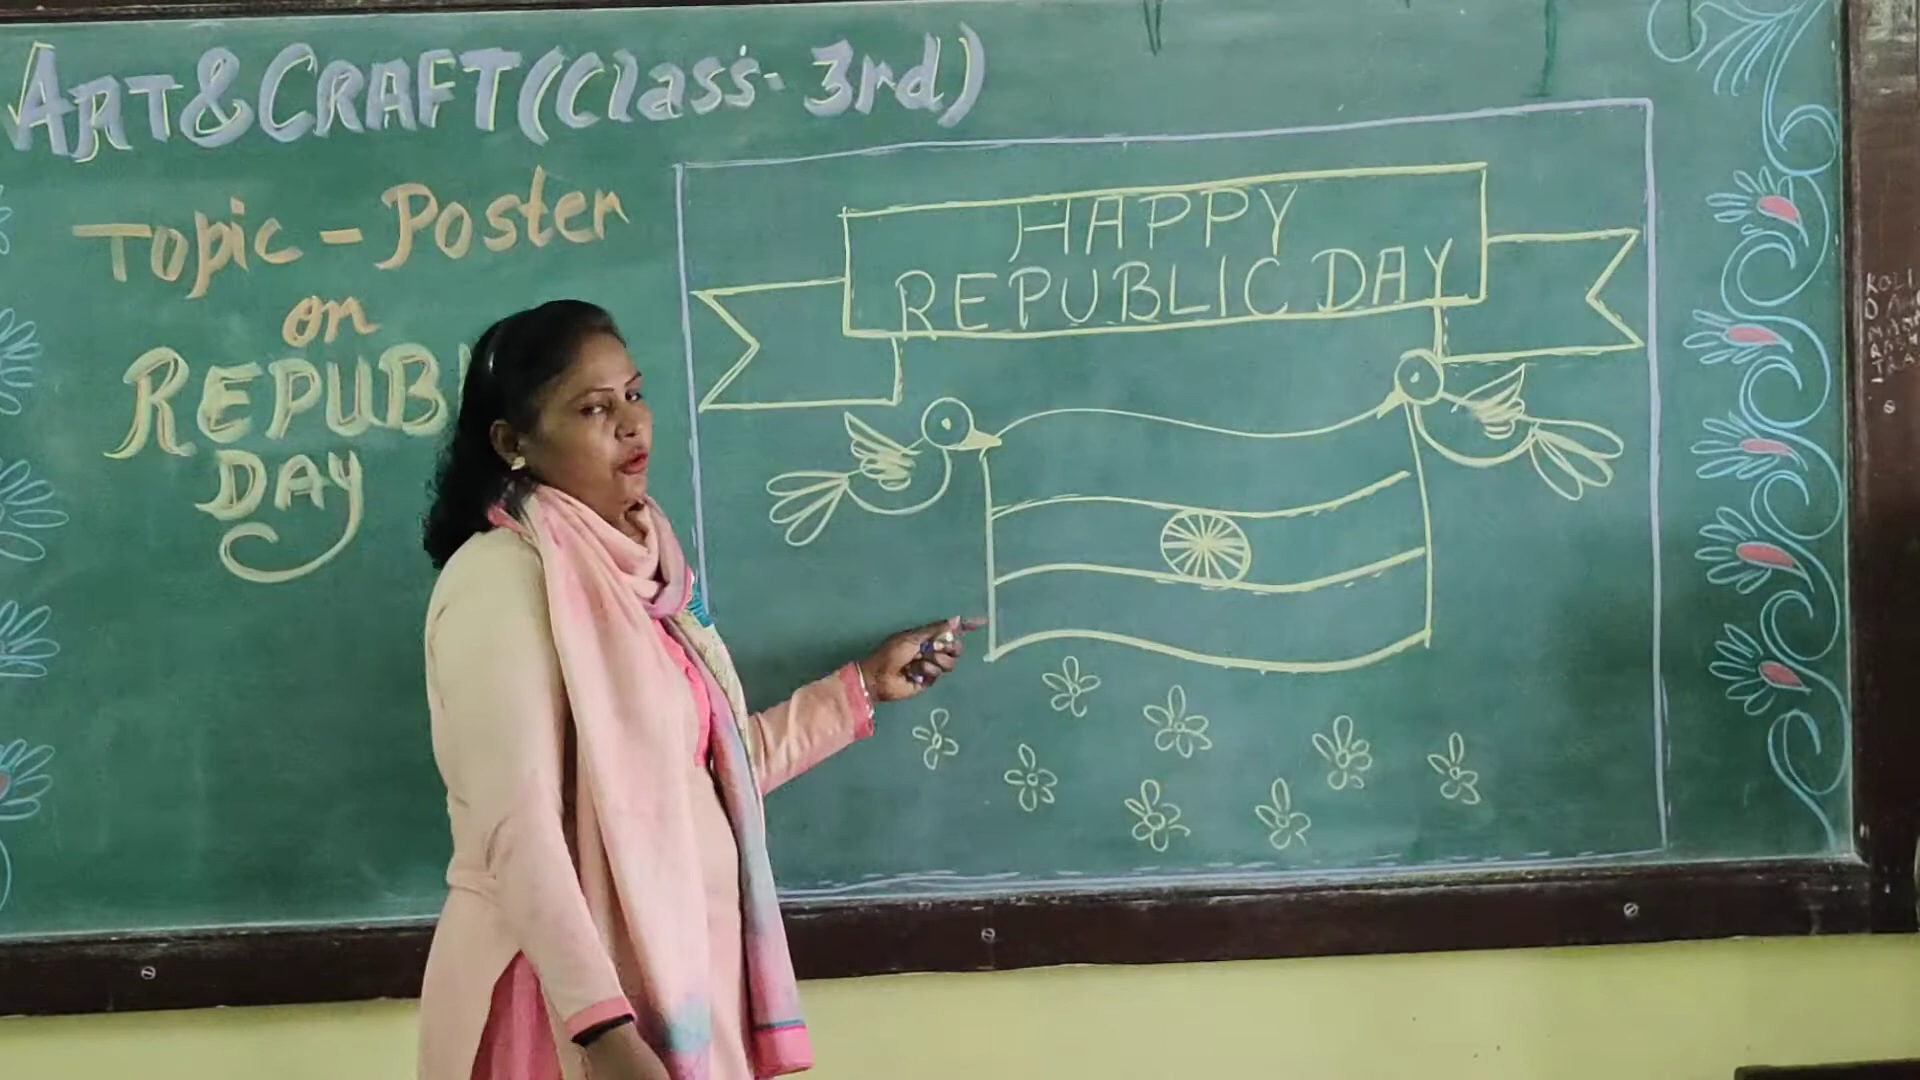 ART&CRAFT(Class- 3rd)
Topic - Poster
on
REPUB
DAY
HAPPY
REPUBLIC DAY